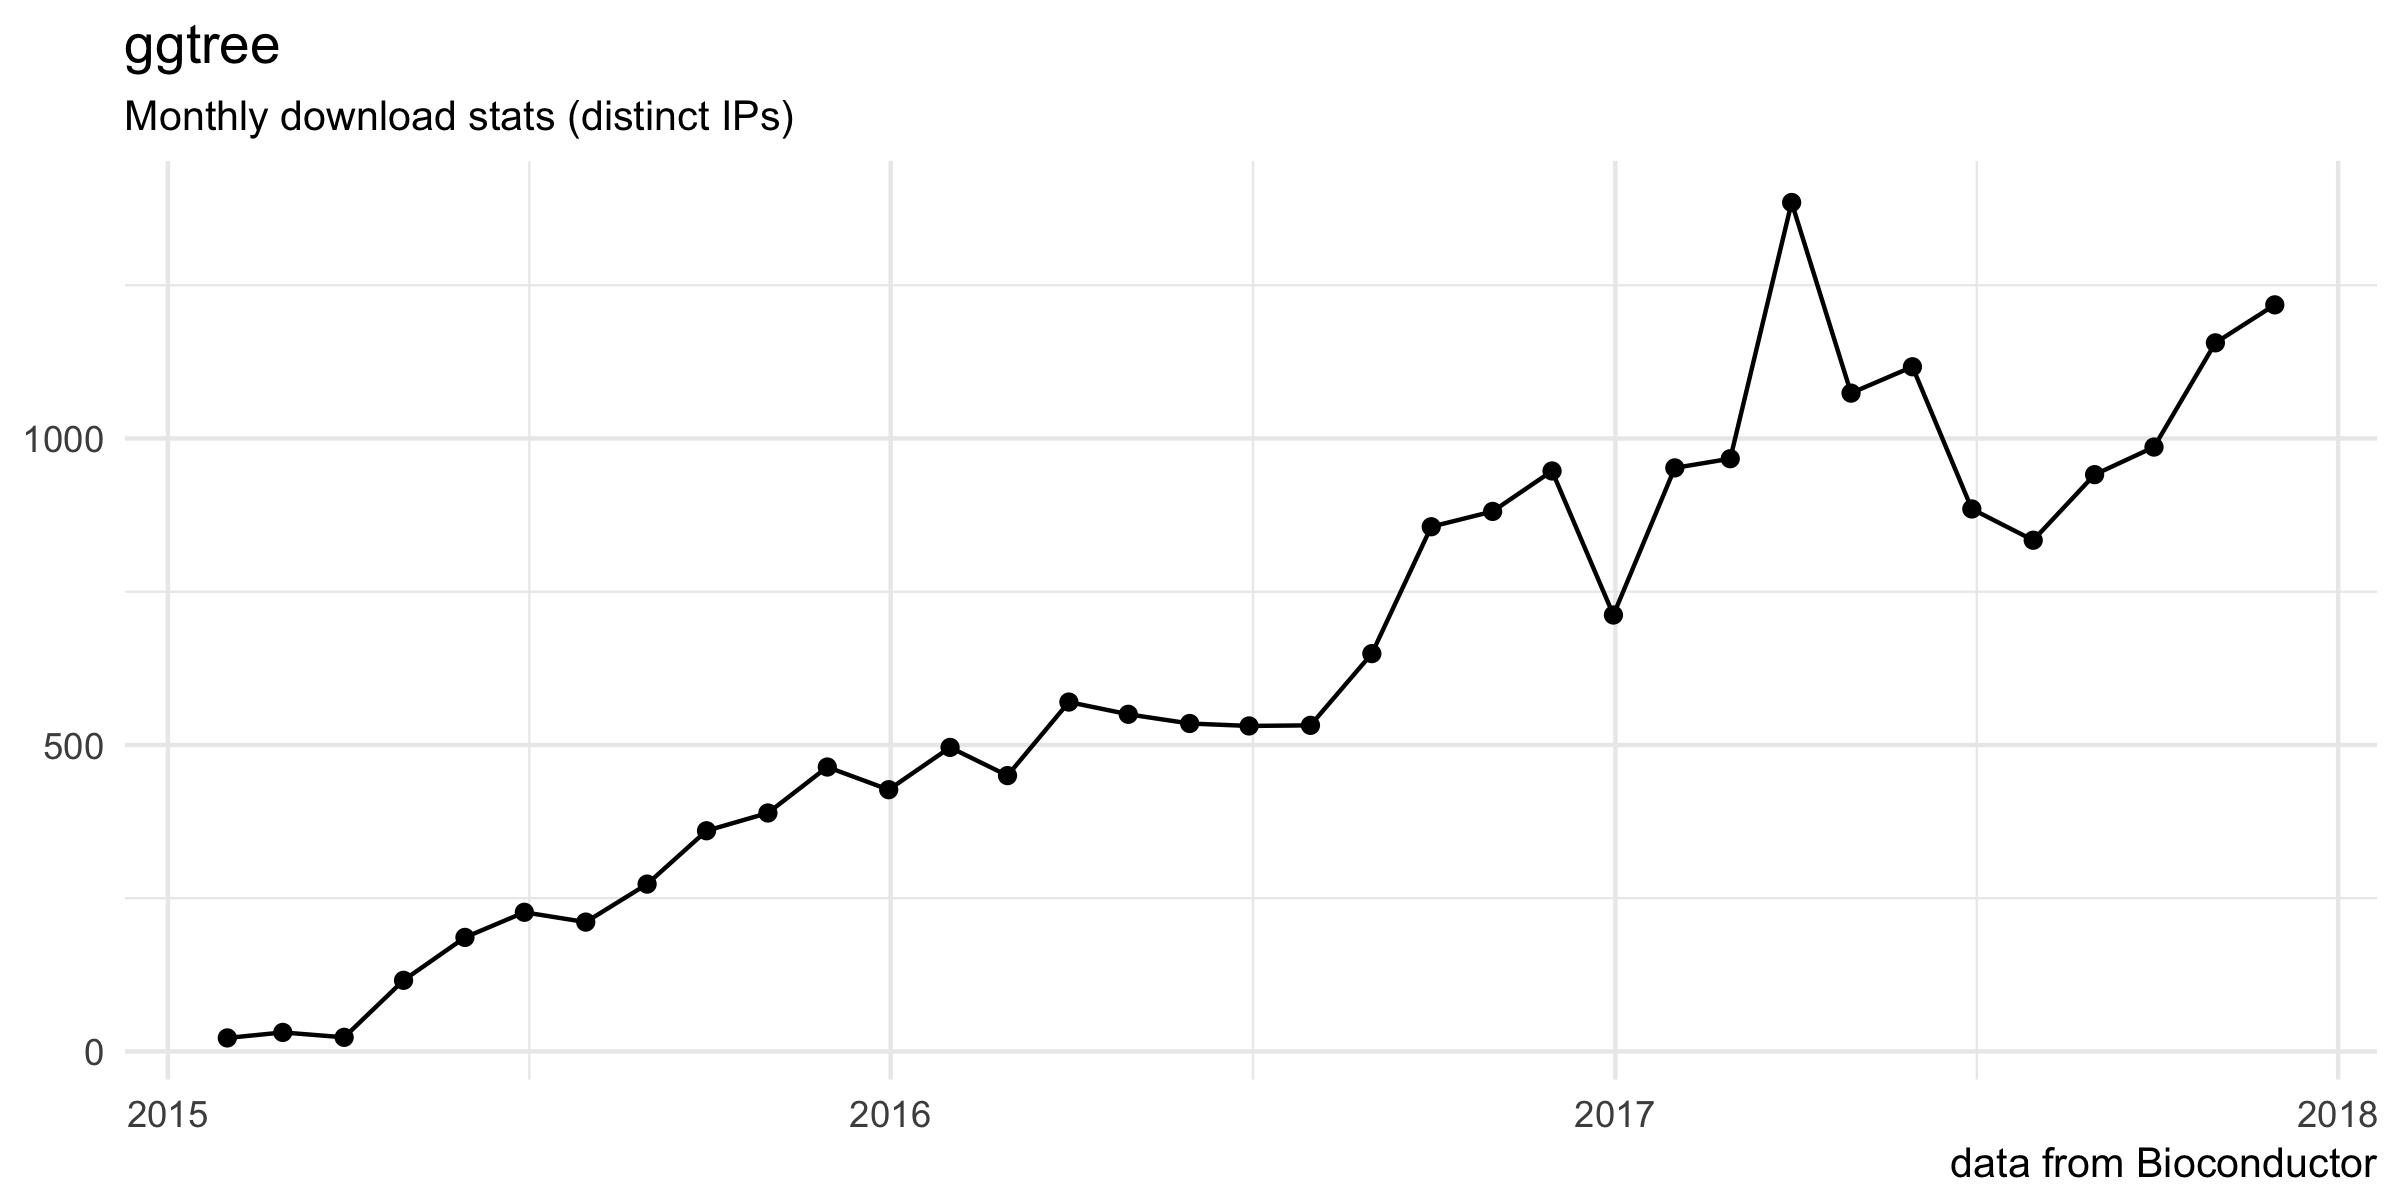 ggtree
Monthly download stats (distinct IPs)
1000
500
0
2015 2016 2017 2018
data from Bioconductor